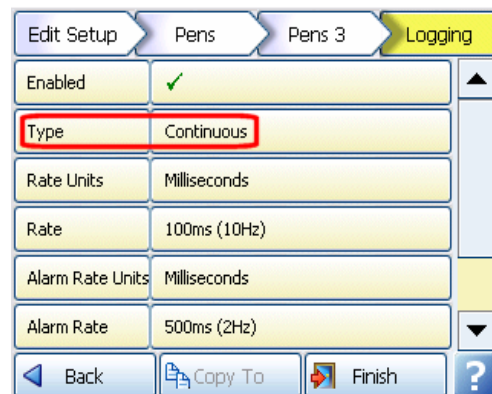 Edit Setup Pens Pens 3 Logging
Enabled ✓
Type Continuous
Rate Units Milliseconds
Rate 100ms (10Hz)
Alarm Rate Units Milliseconds
Alarm Rate 500ms (2Hz)
Back Copy To Finish ?